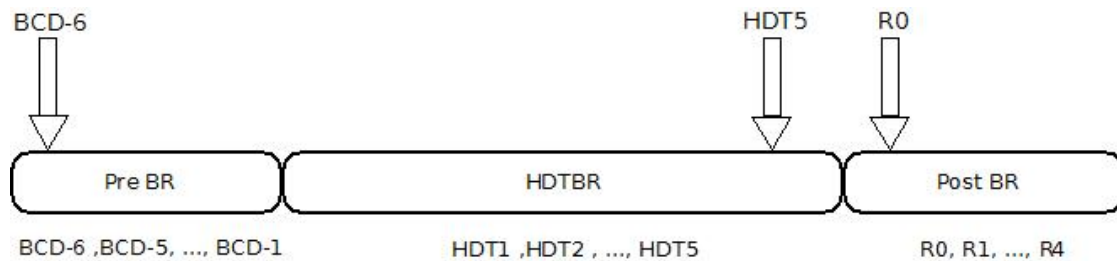 BCD-6 HDT5 R0
Pre BR HDTBR Post BR
BCD-6 ,BCD-5, ..., BCD-1 HDT1 ,HDT2 , ..., HDT5 R0, R1, ..., R4